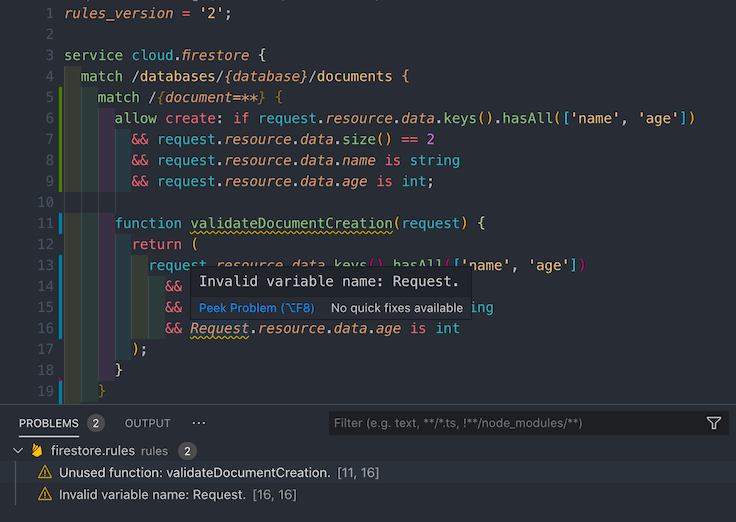 1 rules_version = '2';
2
3 service cloud.firestore {
4 match /databases/{database}/documents {
5 match /{document=**} {
6 allow create: if request.resource.data.keys().hasAll(['name', 'age'])
7 && request.resource.data.size() == 2
8 && request.resource.data.name is string
9 && request.resource.data.age is int;
10
11 function validateDocumentCreation(request) {
12 return (
13 request.resource.data.keys().hasAll(['name', 'age'])
Invalid variable name: Request.
14 &&
Peek Problem (⌥F8) No quick fixes available
15 && ing
16 && Request.resource.data.age is int
17 );
18 }
19 }
PROBLEMS 2 OUTPUT ··· Filter (e.g. text, **/*.ts, !**/node_modules/**)
firestore.rules rules 2
Unused function: validateDocumentCreation. [11, 16]
Invalid variable name: Request. [16, 16]